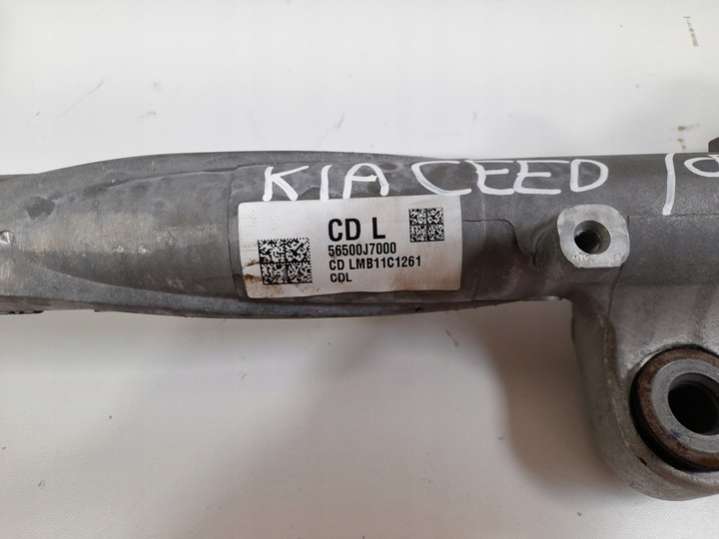 KIA CEED
CD L
56500J7000
CD LMB11C1261
CDL